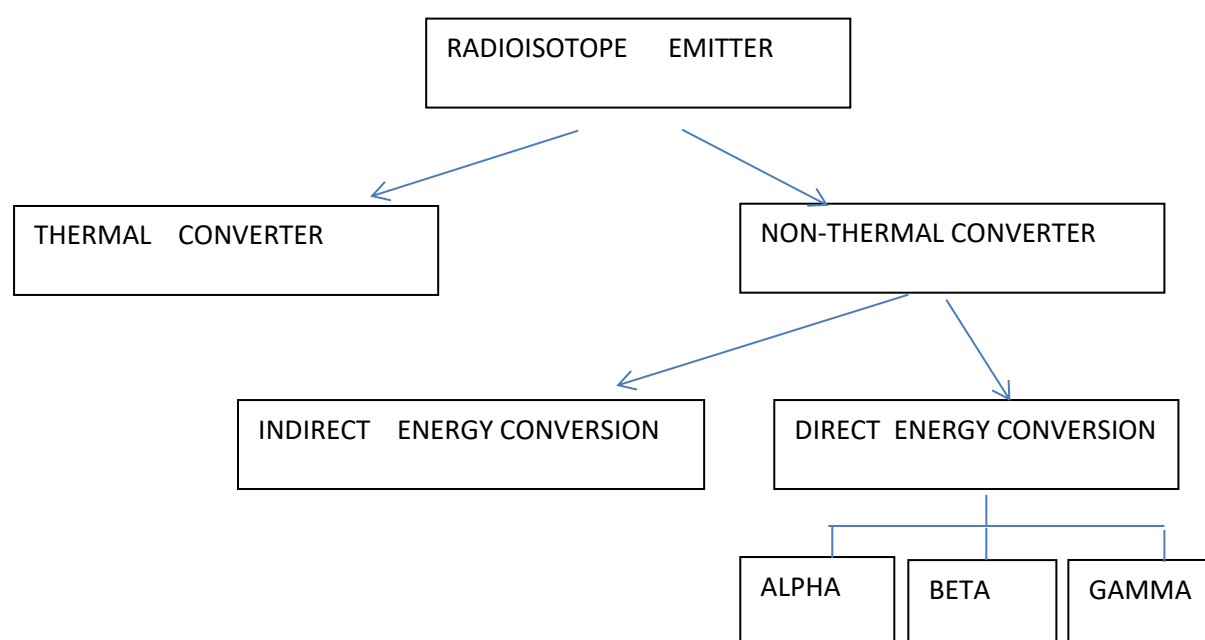 RADIOISOTOPE EMITTER
THERMAL CONVERTER
NON-THERMAL CONVERTER
INDIRECT ENERGY CONVERSION
DIRECT ENERGY CONVERSION
ALPHA
BETA
GAMMA